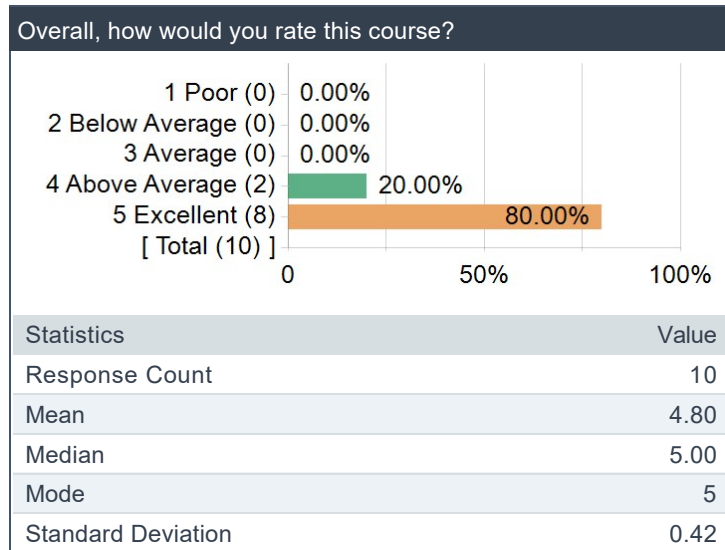 Overall, how would you rate this course?
1 Poor (0) 0.00%
2 Below Average (0) 0.00%
3 Average (0) 0.00%
4 Above Average (2) 20.00%
5 Excellent (8) 80.00%
[ Total (10) ]
0 50% 100%
Statistics Value
Response Count 10
Mean 4.80
Median 5.00
Mode 5
Standard Deviation 0.42